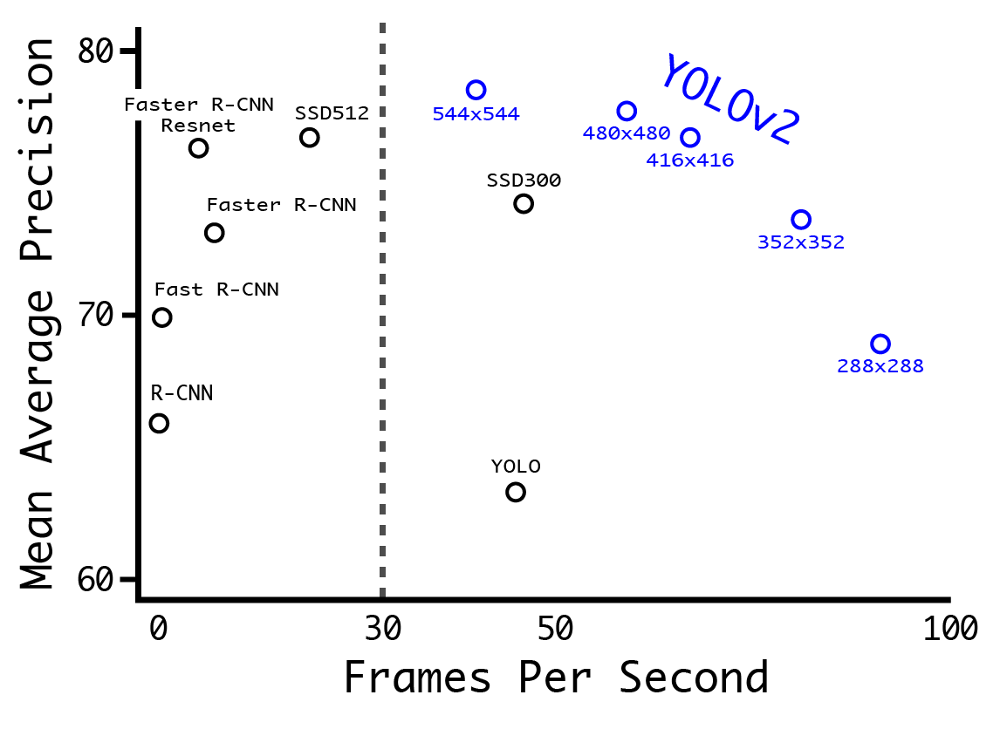 80
Faster R-CNN
Resnet
SSD512
544x544
YOLOv2
480x480
416x416
SSD300
Faster R-CNN
352x352
Fast R-CNN
70
288x288
R-CNN
YOLO
60
Mean Average Precision
0 30 50 100
Frames Per Second